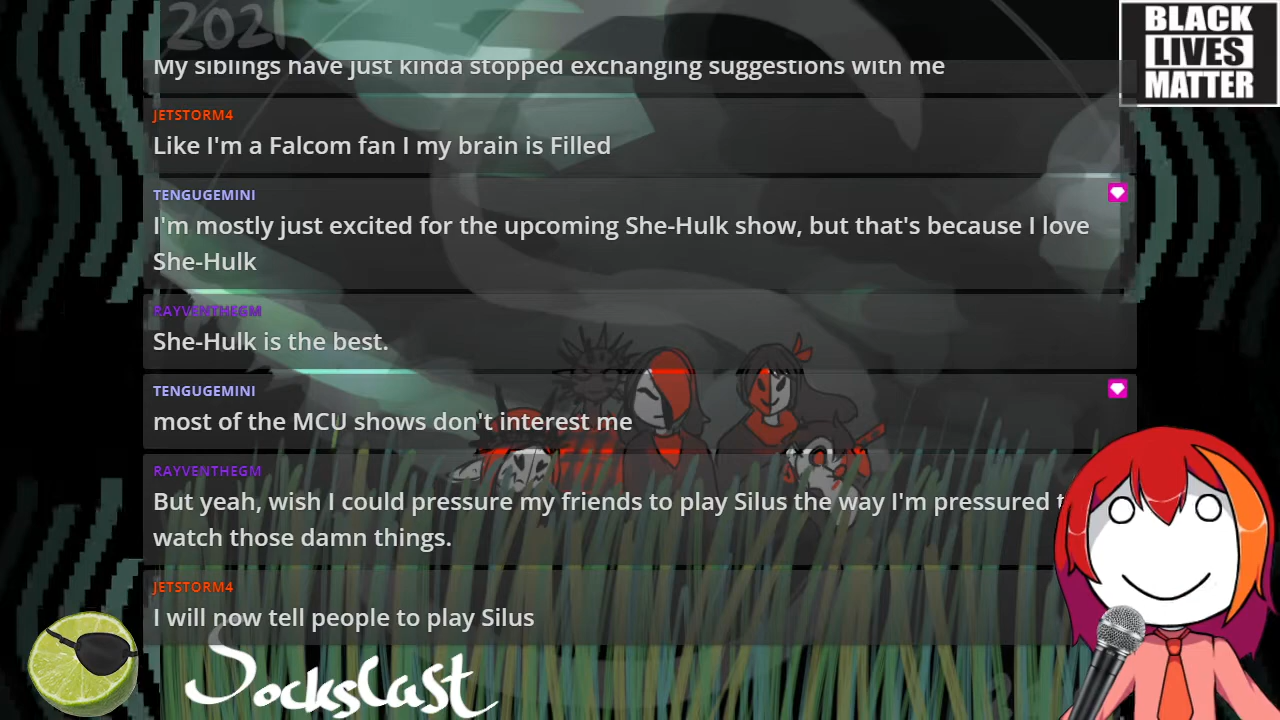 2021
BLACK
LIVES
MATTER
My siblings have just kinda stopped exchanging suggestions with me
JETSTORM4
Like I'm a Falcom fan I my brain is Filled
TENGUGEMINI
I'm mostly just excited for the upcoming She-Hulk show, but that's because I love
She-Hulk
RAYVENTHEGM
She-Hulk is the best.
TENGUGEMINI
most of the MCU shows don't interest me
RAYVENTHEGM
But yeah, wish I could pressure my friends to play Silus the way I'm pressured
watch those damn things.
JETSTORM4
I will now tell people to play Silus
SocksCast